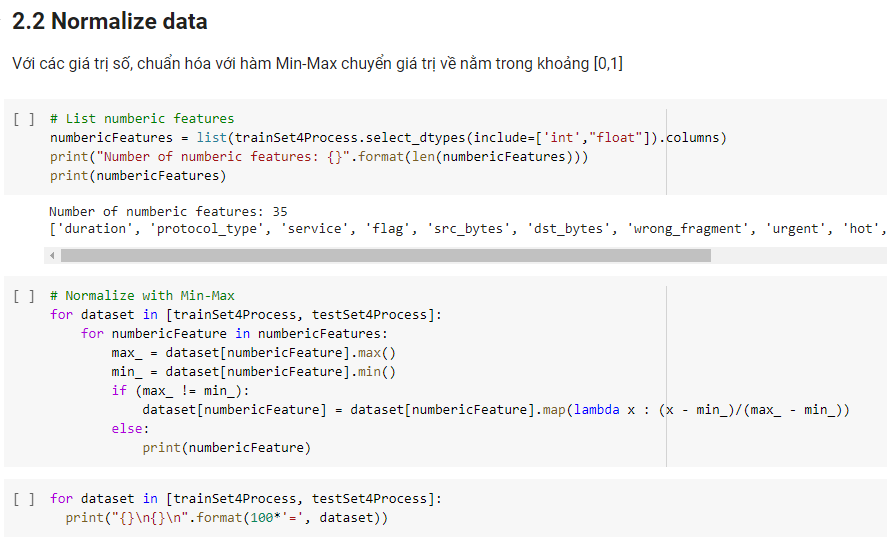 2.2 Normalize data
Với các giá trị số, chuẩn hóa với hàm Min-Max chuyển giá trị về nằm trong khoảng [0,1]
[ ] # List numberic features
numbericFeatures = list(trainSet4Process.select_dtypes(include=['int',"float"]).columns)
print("Number of numberic features: {}".format(len(numbericFeatures)))
print(numbericFeatures)
Number of numberic features: 35
['duration', 'protocol_type', 'service', 'flag', 'src_bytes', 'dst_bytes', 'wrong_fragment', 'urgent', 'hot',
[ ] # Normalize with Min-Max
for dataset in [trainSet4Process, testSet4Process]:
    for numbericFeature in numbericFeatures:
        max_ = dataset[numbericFeature].max()
        min_ = dataset[numbericFeature].min()
        if (max_ != min_):
            dataset[numbericFeature] = dataset[numbericFeature].map(lambda x : (x - min_)/(max_ - min_))
        else:
            print(numbericFeature)
[ ] for dataset in [trainSet4Process, testSet4Process]:
  print("{}\n{}\n".format(100*'=', dataset))